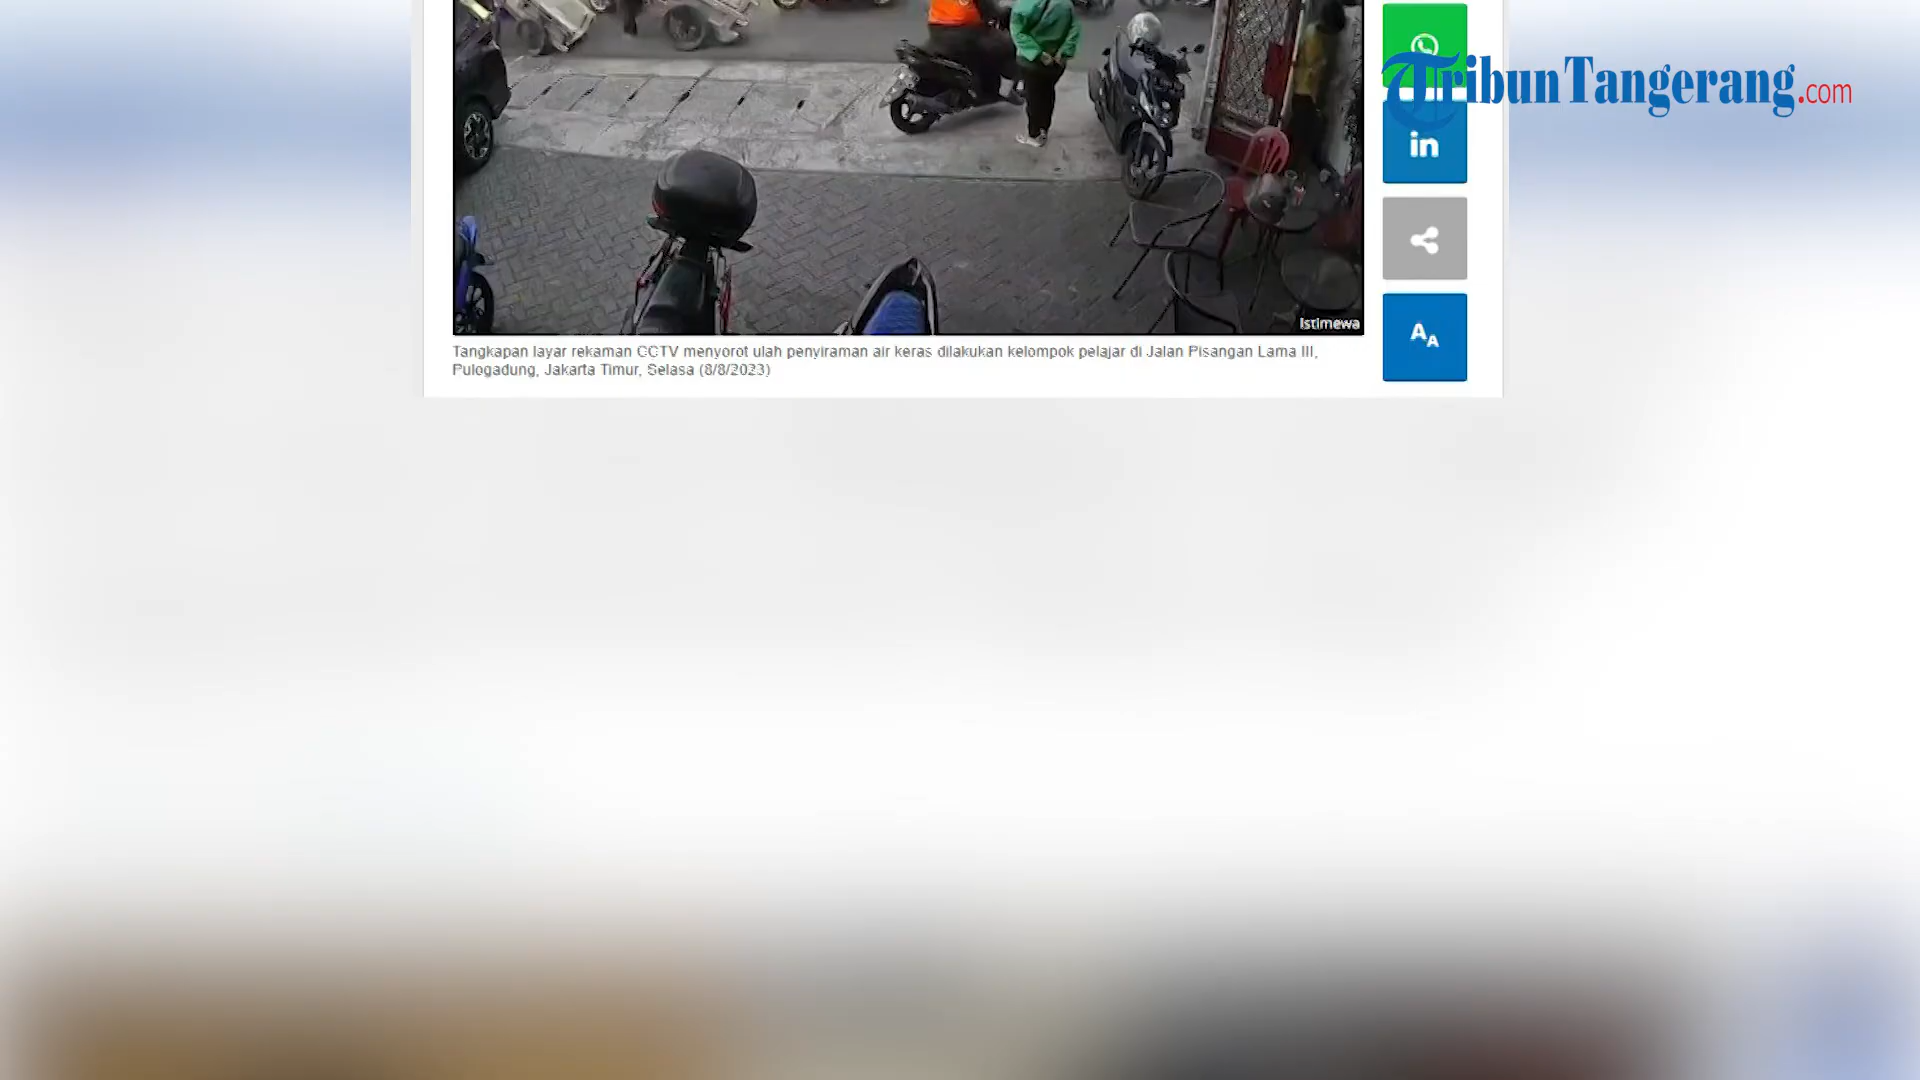 TribunTangerang.com
in
Istimewa
AA
Tangkapan layar rekaman CCTV menyorot ulah penyiraman air keras dilakukan kelompok pelajar di Jalan Pisangan Lama III,
Pulogadung, Jakarta Timur, Selasa (8/8/2023)